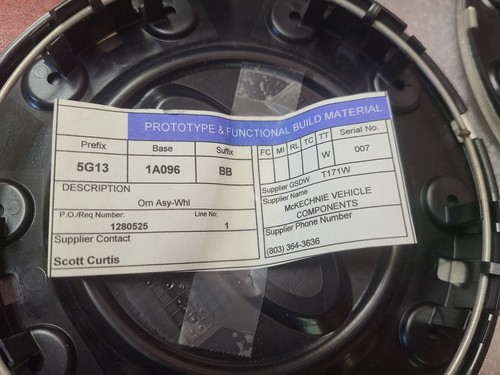 PROTOTYPE & FUNCTIONAL BUILD MATERIAL
Prefix Base Suffix FC MI RL TC TT Serial No.
5G13 1A096 BB W 007
DESCRIPTION Supplier GSDW T171W
Orn Asy-Whl Supplier Name
P.O./Req Number: Line No: McKECHNIE VEHICLE
1280525 1 COMPONENTS
Supplier Contact Supplier Phone Number
Scott Curtis (803) 364-3636